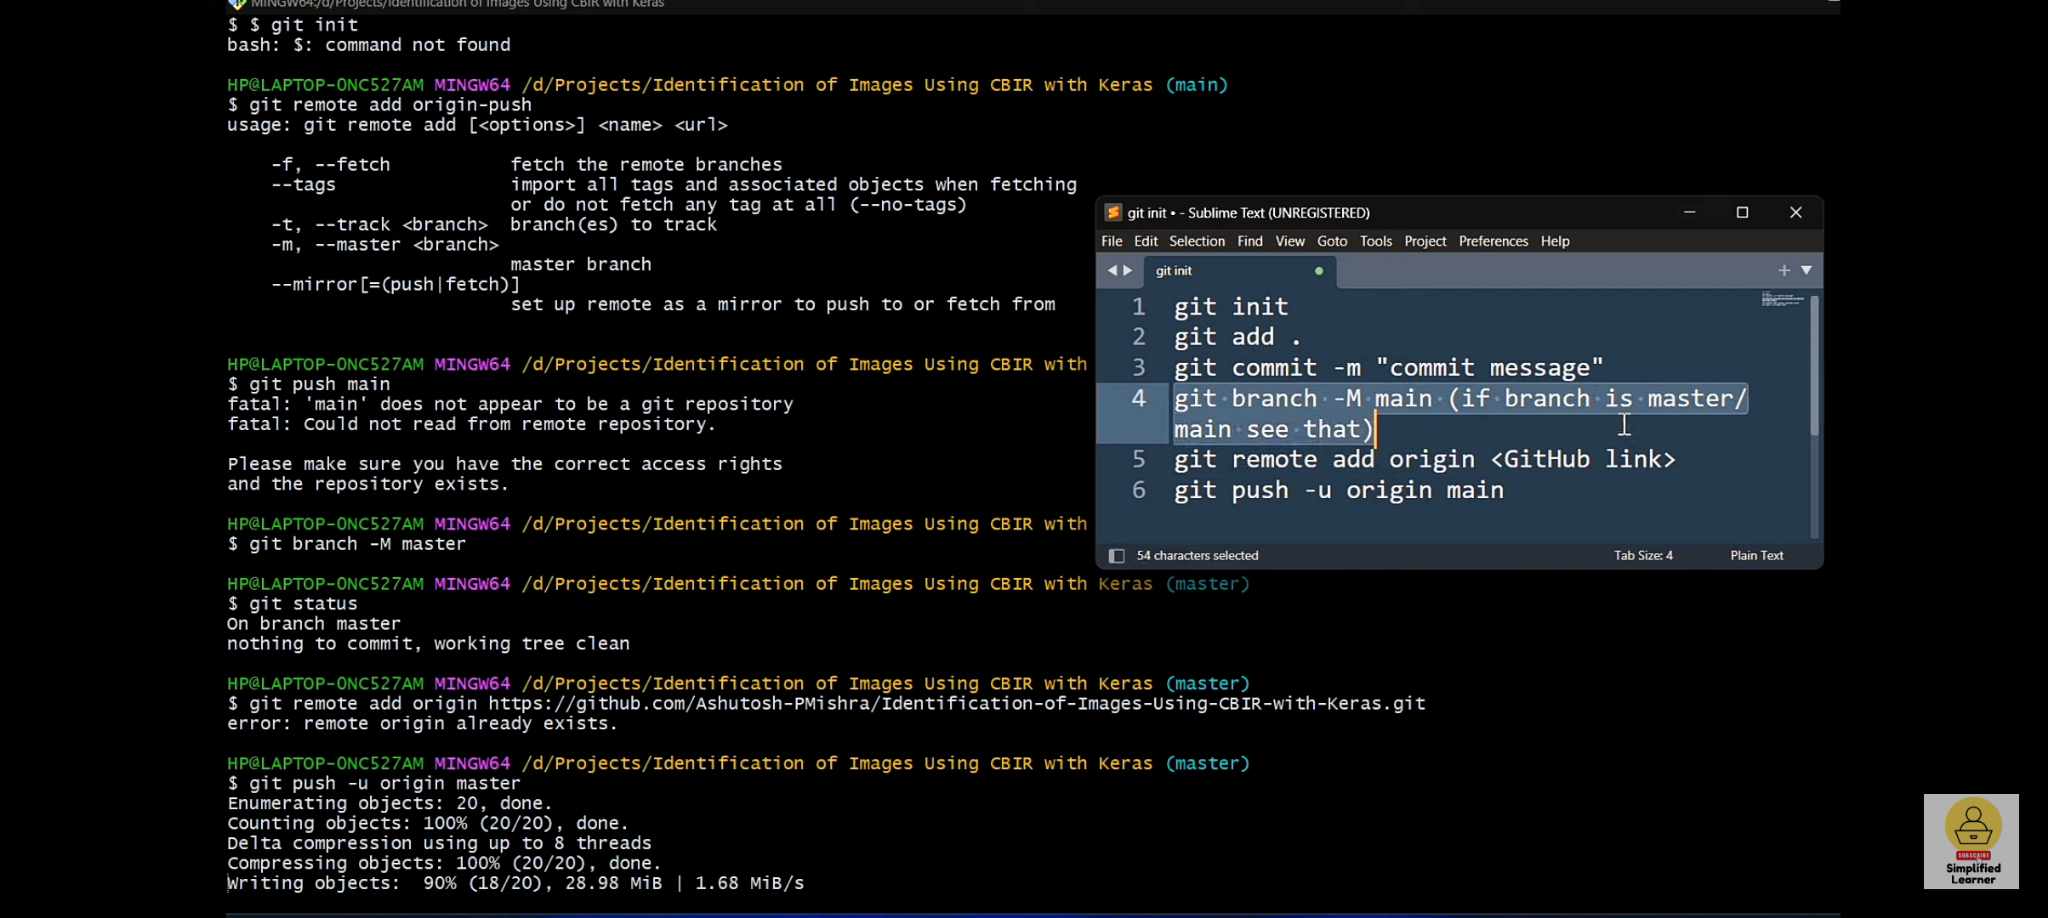 MINGW64:/d/Projects/Identification of Images Using CBIR with Keras
$ $ git init
bash: $: command not found
HP@LAPTOP-0NC527AM MINGW64 /d/Projects/Identification of Images Using CBIR with Keras (main)
$ git remote add origin-push
usage: git remote add [<options>] <name> <url>
-f, --fetch fetch the remote branches
--tags import all tags and associated objects when fetching
or do not fetch any tag at all (--no-tags)
-t, --track <branch> branch(es) to track
-m, --master <branch>
master branch
--mirror[=(push|fetch)]
set up remote as a mirror to push to or fetch from
HP@LAPTOP-0NC527AM MINGW64 /d/Projects/Identification of Images Using CBIR with
$ git push main
fatal: 'main' does not appear to be a git repository
fatal: Could not read from remote repository.
Please make sure you have the correct access rights
and the repository exists.
HP@LAPTOP-0NC527AM MINGW64 /d/Projects/Identification of Images Using CBIR with
$ git branch -M master
HP@LAPTOP-0NC527AM MINGW64 /d/Projects/Identification of Images Using CBIR with Keras (master)
$ git status
On branch master
nothing to commit, working tree clean
HP@LAPTOP-0NC527AM MINGW64 /d/Projects/Identification of Images Using CBIR with Keras (master)
$ git remote add origin https://github.com/Ashutosh-PMishra/Identification-of-Images-Using-CBIR-with-Keras.git
error: remote origin already exists.
HP@LAPTOP-0NC527AM MINGW64 /d/Projects/Identification of Images Using CBIR with Keras (master)
$ git push -u origin master
Enumerating objects: 20, done.
Counting objects: 100% (20/20), done.
Delta compression using up to 8 threads
Compressing objects: 100% (20/20), done.
Writing objects: 90% (18/20), 28.98 MiB | 1.68 MiB/s
git init • - Sublime Text (UNREGISTERED)
File Edit Selection Find View Goto Tools Project Preferences Help
git init
1 git init
2 git add .
3 git commit -m "commit message"
4 git branch -M main (if branch is master/
main see that)
5 git remote add origin <GitHub link>
6 git push -u origin main
54 characters selected Tab Size: 4 Plain Text
SUBSCRIBE
Simplified
Learner